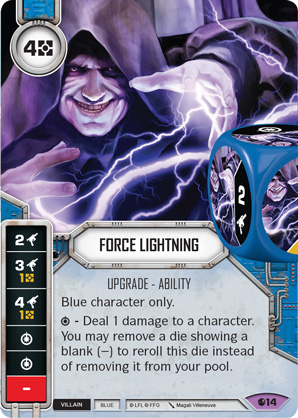 4
2
2
3
1
4
1
–
FORCE LIGHTNING
UPGRADE - ABILITY
Blue character only.
- Deal 1 damage to a character.
You may remove a die showing a
blank (–) to reroll this die instead
of removing it from your pool.
VILLAIN BLUE © LFL © FFG Magali Villeneuve 14